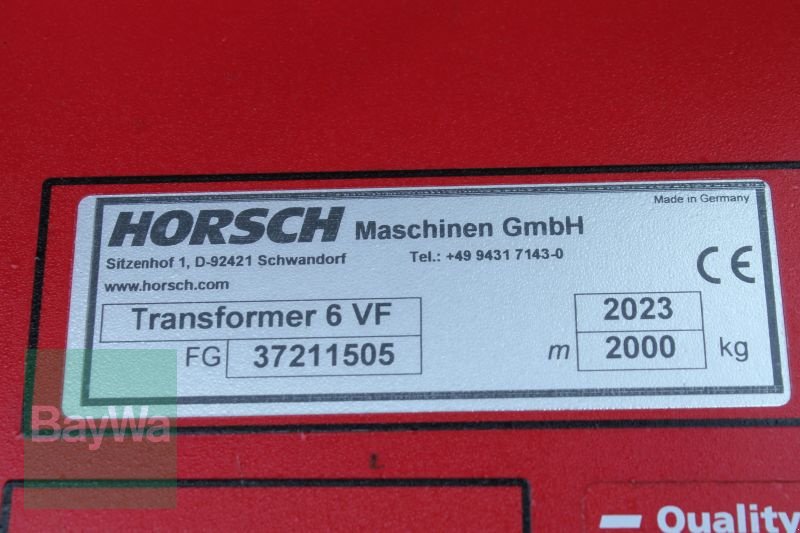 Made in Germany
HORSCH Maschinen GmbH
Sitzenhof 1, D-92421 Schwandorf Tel.: +49 9431 7143-0
www.horsch.com
CE
Transformer 6 VF 2023
FG 37211505 m 2000 kg
BayWa
– Quality